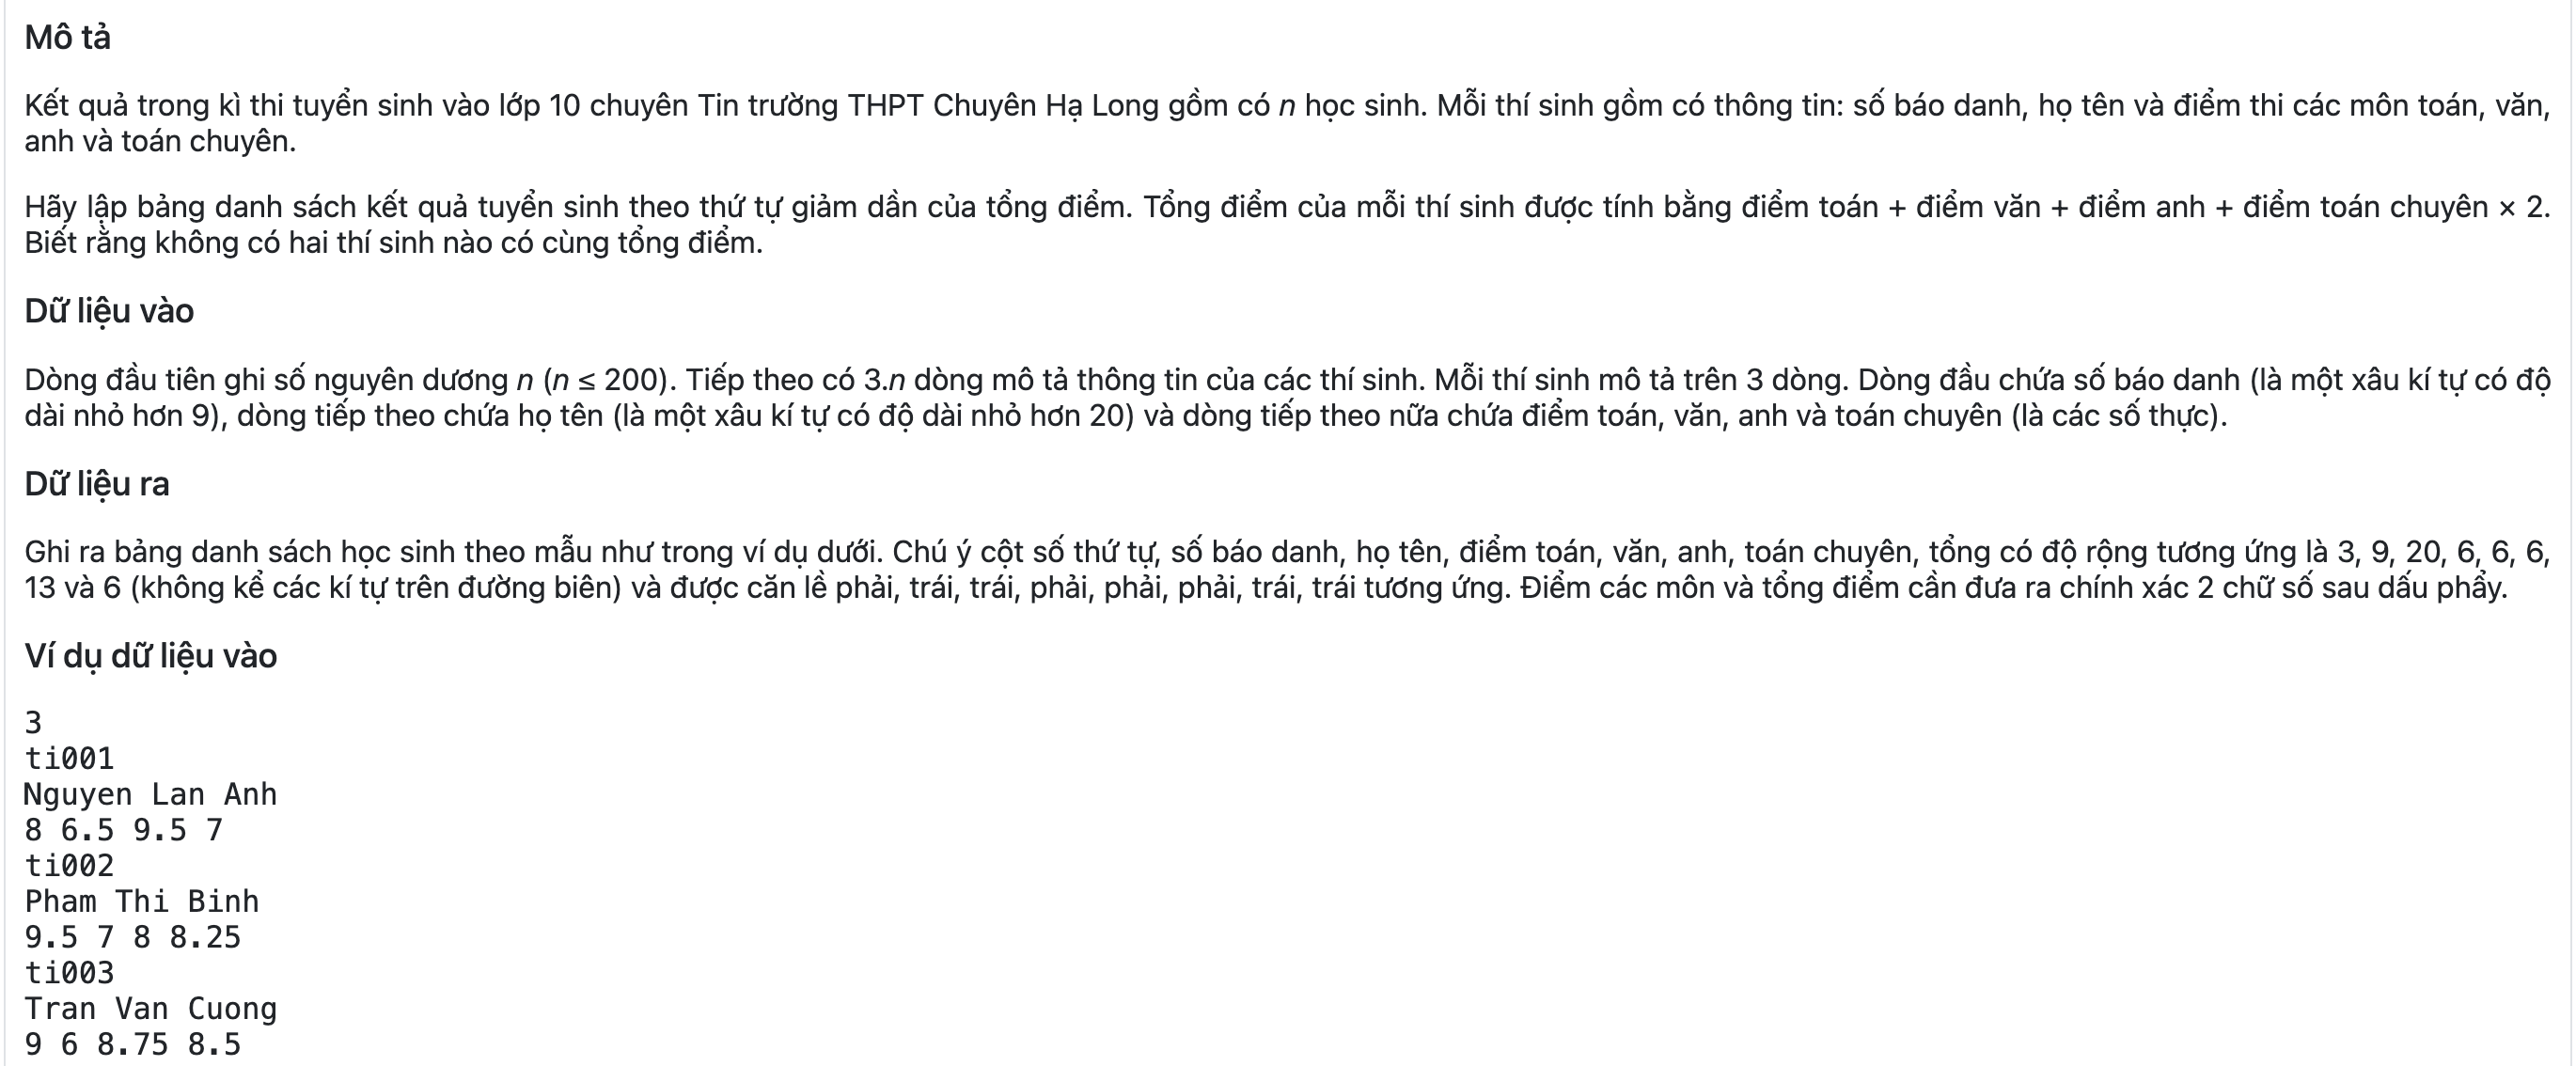 Mô tả
Kết quả trong kì thi tuyển sinh vào lớp 10 chuyên Tin trường THPT Chuyên Hạ Long gồm có n học sinh. Mỗi thí sinh gồm có thông tin: số báo danh, họ tên và điểm thi các môn toán, văn,
anh và toán chuyên.
Hãy lập bảng danh sách kết quả tuyển sinh theo thứ tự giảm dần của tổng điểm. Tổng điểm của mỗi thí sinh được tính bằng điểm toán + điểm văn + điểm anh + điểm toán chuyên × 2.
Biết rằng không có hai thí sinh nào có cùng tổng điểm.
Dữ liệu vào
Dòng đầu tiên ghi số nguyên dương n (n ≤ 200). Tiếp theo có 3.n dòng mô tả thông tin của các thí sinh. Mỗi thí sinh mô tả trên 3 dòng. Dòng đầu chứa số báo danh (là một xâu kí tự có độ
dài nhỏ hơn 9), dòng tiếp theo chứa họ tên (là một xâu kí tự có độ dài nhỏ hơn 20) và dòng tiếp theo nữa chứa điểm toán, văn, anh và toán chuyên (là các số thực).
Dữ liệu ra
Ghi ra bảng danh sách học sinh theo mẫu như trong ví dụ dưới. Chú ý cột số thứ tự, số báo danh, họ tên, điểm toán, văn, anh, toán chuyên, tổng có độ rộng tương ứng là 3, 9, 20, 6, 6, 6,
13 và 6 (không kể các kí tự trên đường biên) và được căn lề phải, trái, trái, phải, phải, phải, trái, trái tương ứng. Điểm các môn và tổng điểm cần đưa ra chính xác 2 chữ số sau dấu phẩy.
Ví dụ dữ liệu vào
3
ti001
Nguyen Lan Anh
8 6.5 9.5 7
ti002
Pham Thi Binh
9.5 7 8 8.25
ti003
Tran Van Cuong
9 6 8.75 8.5